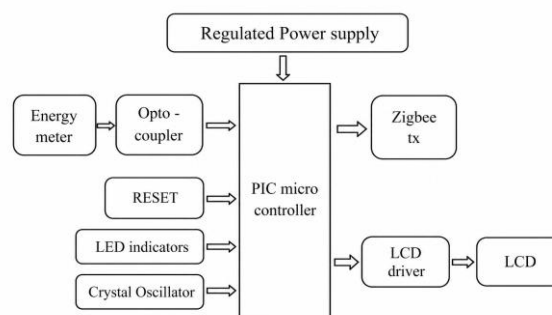 Regulated Power supply
Energy
meter
Opto -
coupler
Zigbee
tx
PIC micro
controller
RESET
LED indicators
Crystal Oscillator
LCD
driver
LCD